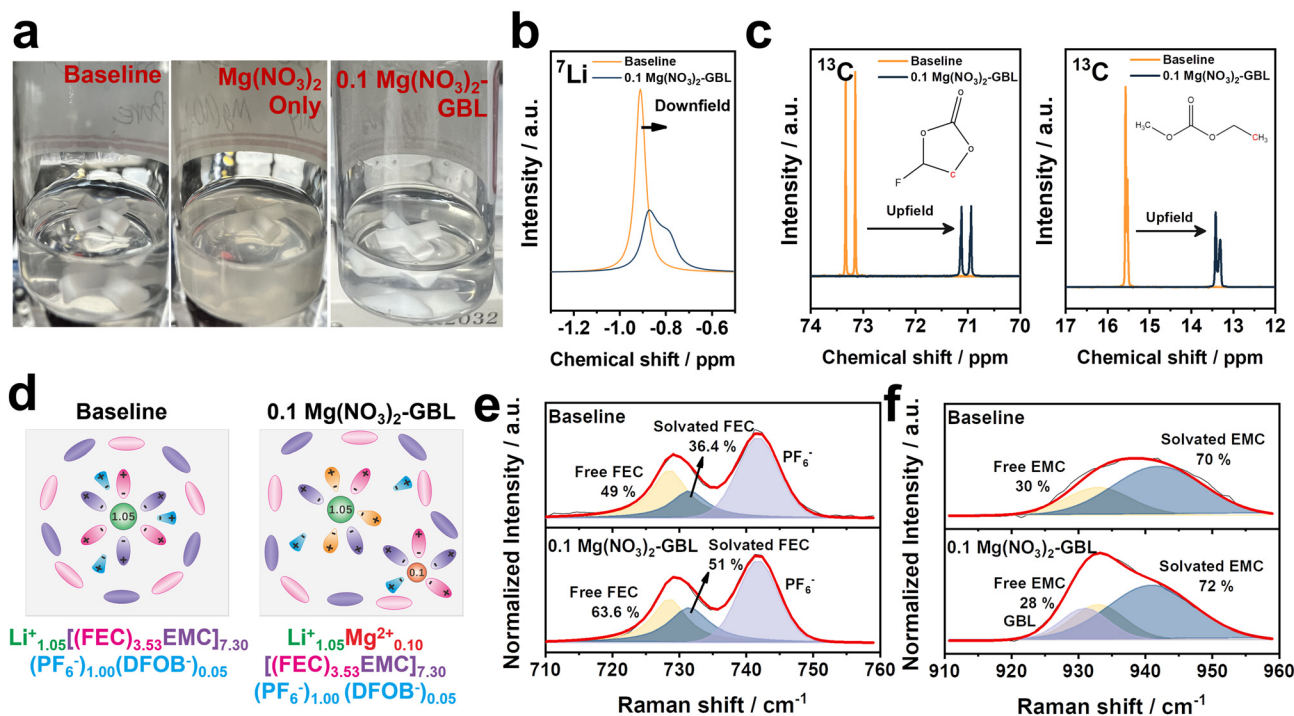 a
Baseline
Mg(NO₃)₂
Only
0.1 Mg(NO₃)₂-
GBL
2032
b
⁷Li
Baseline
0.1 Mg(NO₃)₂-GBL
Downfield
Intensity / a.u.
-1.2 -1.0 -0.8 -0.6
Chemical shift / ppm
c
¹³C
Baseline
0.1 Mg(NO₃)₂-GBL
O
O
O
F
C
Upfield
Intensity / a.u.
74 73 72 71 70
Chemical shift / ppm
¹³C
Baseline
0.1 Mg(NO₃)₂-GBL
O
H₃C
O
O
CH₃
Upfield
Intensity / a.u.
17 16 15 14 13 12
Chemical shift / ppm
d
Baseline
1.05
Li⁺₁.₀₅[(FEC)₃.₅₃EMC]₇.₃₀
(PF₆⁻)₁.₀₀(DFOB⁻)₀.₀₅
0.1 Mg(NO₃)₂-GBL
1.05
0.1
Li⁺₁.₀₅Mg²⁺₀.₁₀
[(FEC)₃.₅₃EMC]₇.₃₀
(PF₆⁻)₁.₀₀ (DFOB⁻)₀.₀₅
e
Normalized Intensity / a.u.
Baseline
Solvated FEC
36.4 %
Free FEC
49 %
PF₆⁻
0.1 Mg(NO₃)₂-GBL
Solvated FEC
51 %
Free FEC
63.6 %
PF₆⁻
710 720 730 740 750 760
Raman shift / cm⁻¹
f
Normalized Intensity / a.u.
Baseline
Solvated EMC
70 %
Free EMC
30 %
0.1 Mg(NO₃)₂-GBL
Solvated EMC
72 %
Free EMC
28 %
GBL
910 920 930 940 950 960
Raman shift / cm⁻¹